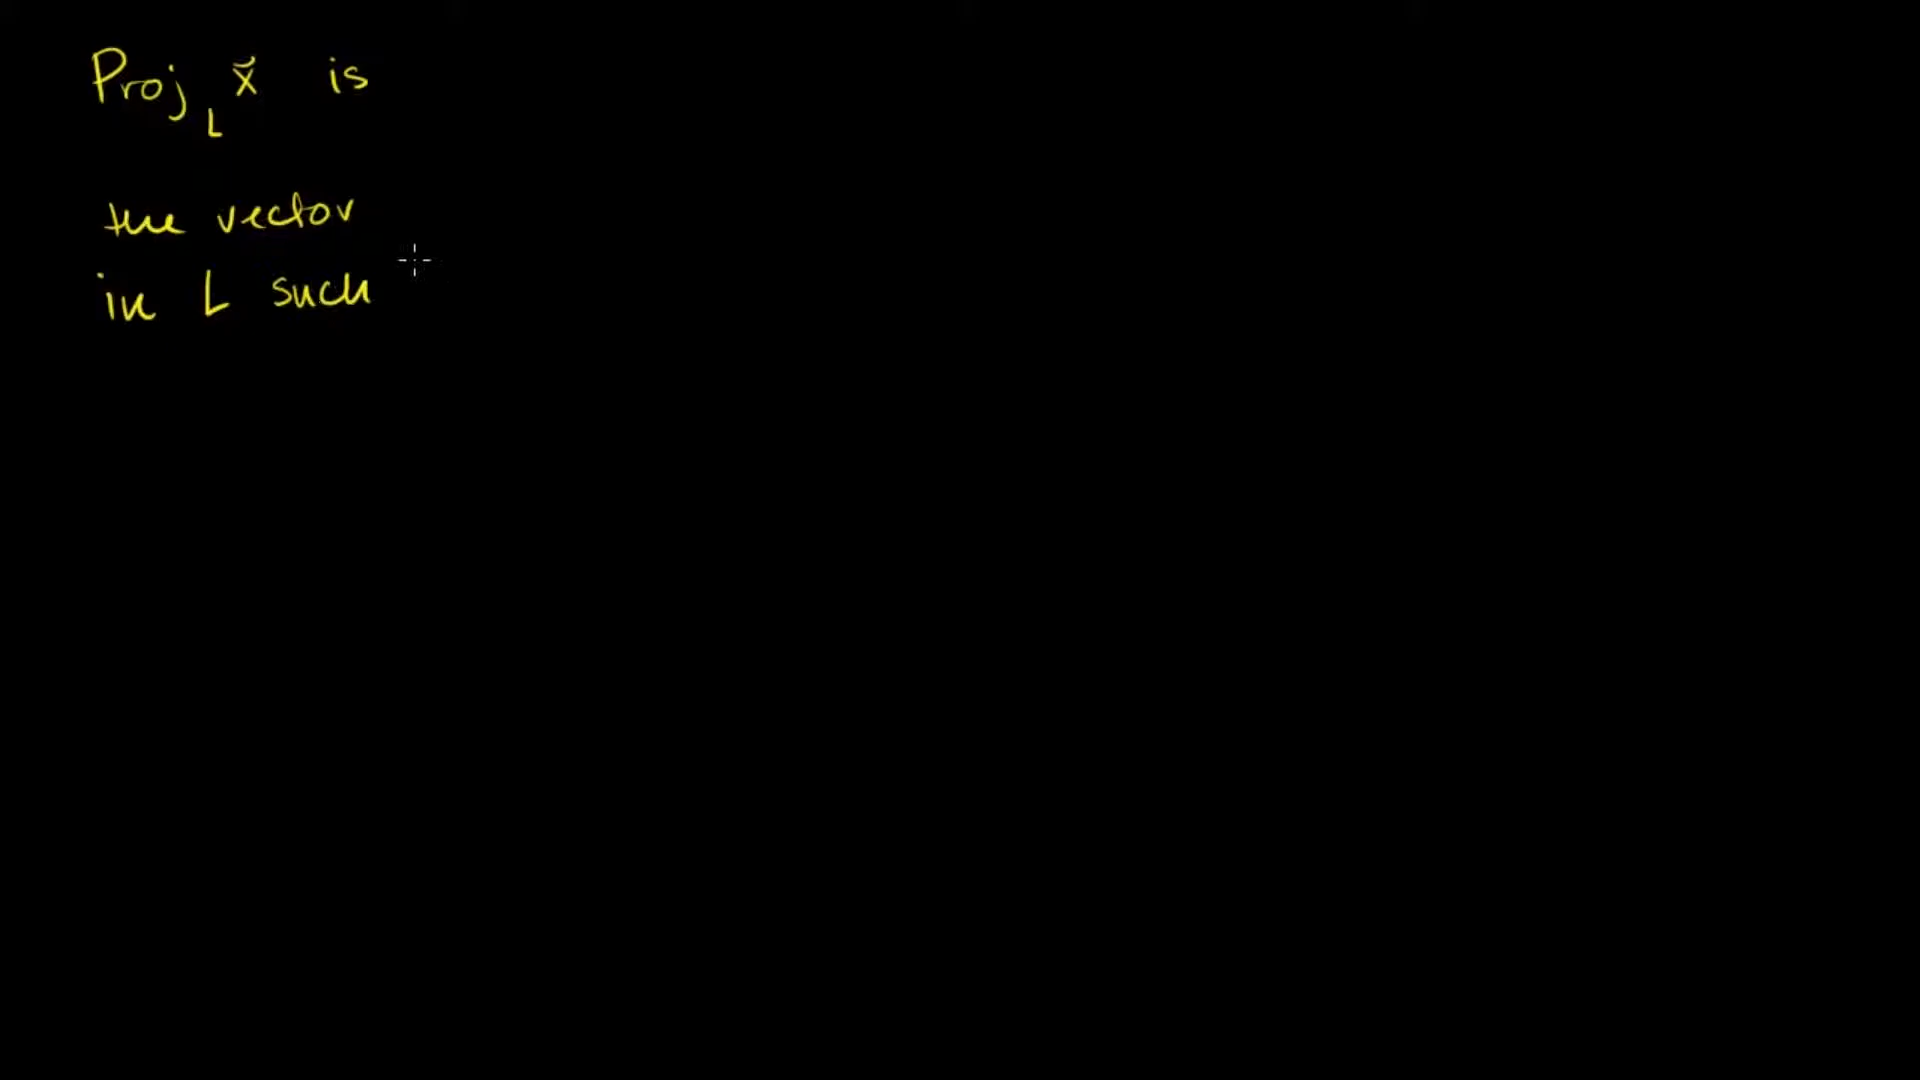 Proj_L x⃗ is
the vector
in L such